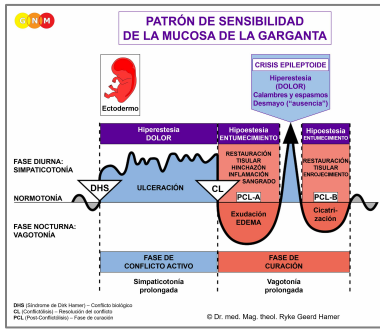 GNM
PATRÓN DE SENSIBILIDAD
DE LA MUCOSA DE LA GARGANTA
CRISIS EPILEPTOIDE
Hiperestesia
(DOLOR)
Calambres y espasmos
Desmayo ("ausencia")
Ectodermo
Hiperestesia
DOLOR
Hipoestesia
ENTUMECIMIENTO
Hipoestesia
ENTUMECIMIENTO
FASE DIURNA:
SIMPATICOTONÍA
RESTAURACIÓN
TISULAR
HINCHAZÓN
INFLAMACIÓN
SANGRADO
RESTAURACIÓN
TISULAR
ENROJECIMIENTO
DHS
ULCERACIÓN
CL
PCL-A
PCL-B
NORMOTONÍA
Exudación
EDEMA
Cicatri-
zación
FASE NOCTURNA:
VAGOTONÍA
FASE DE
CONFLICTO ACTIVO
FASE DE
CURACIÓN
Simpaticotonía
prolongada
Vagotonía
prolongada
DHS (Síndrome de Dirk Hamer) – Conflicto biológico
CL (Conflictólisis) – Resolución del conflicto
PCL (Post-Conflictólisis) – Fase de curación
© Dr. med. Mag. theol. Ryke Geerd Hamer